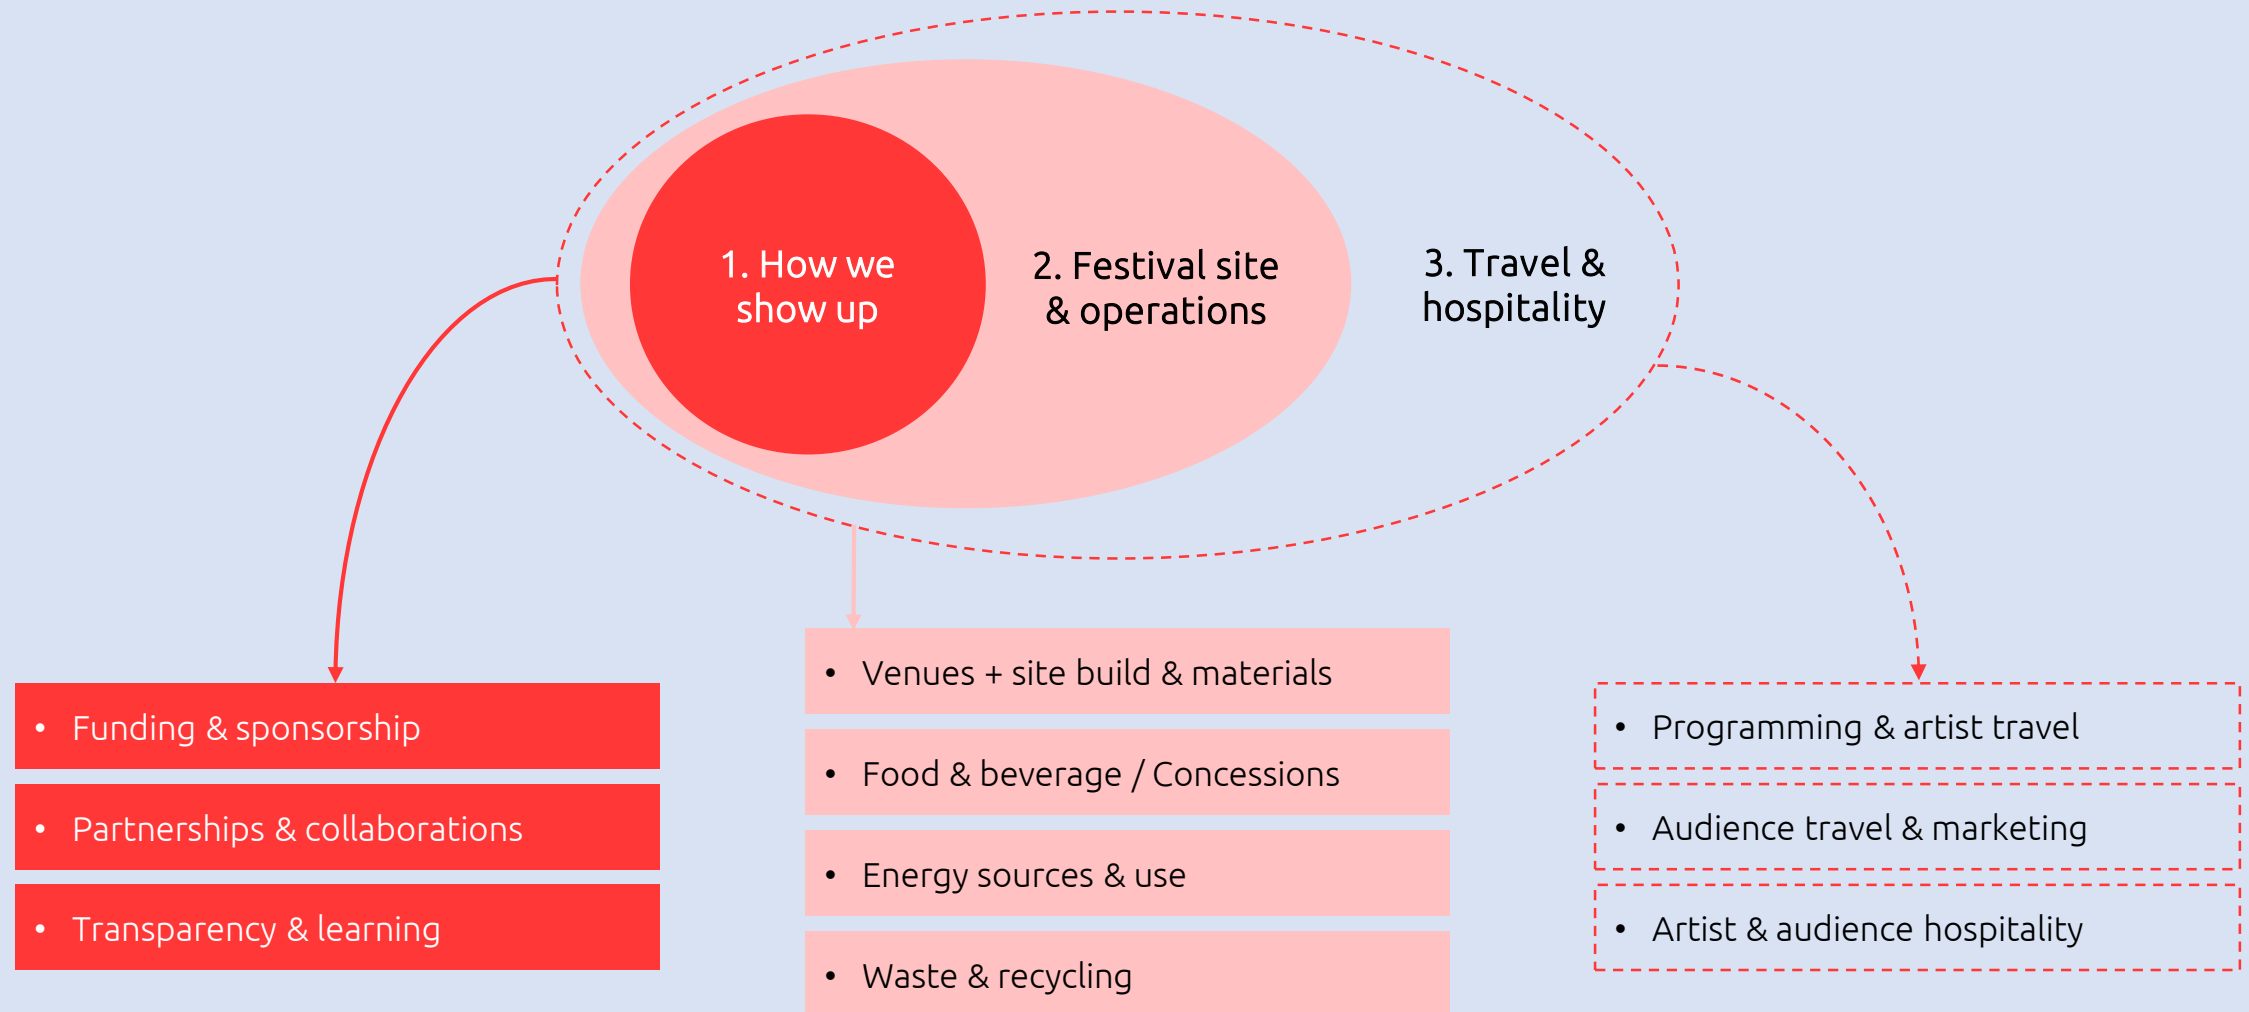 1. How we
show up
2. Festival site
& operations
3. Travel &
hospitality
• Funding & sponsorship
• Partnerships & collaborations
• Transparency & learning
• Venues + site build & materials
• Food & beverage / Concessions
• Energy sources & use
• Waste & recycling
• Programming & artist travel
• Audience travel & marketing
• Artist & audience hospitality